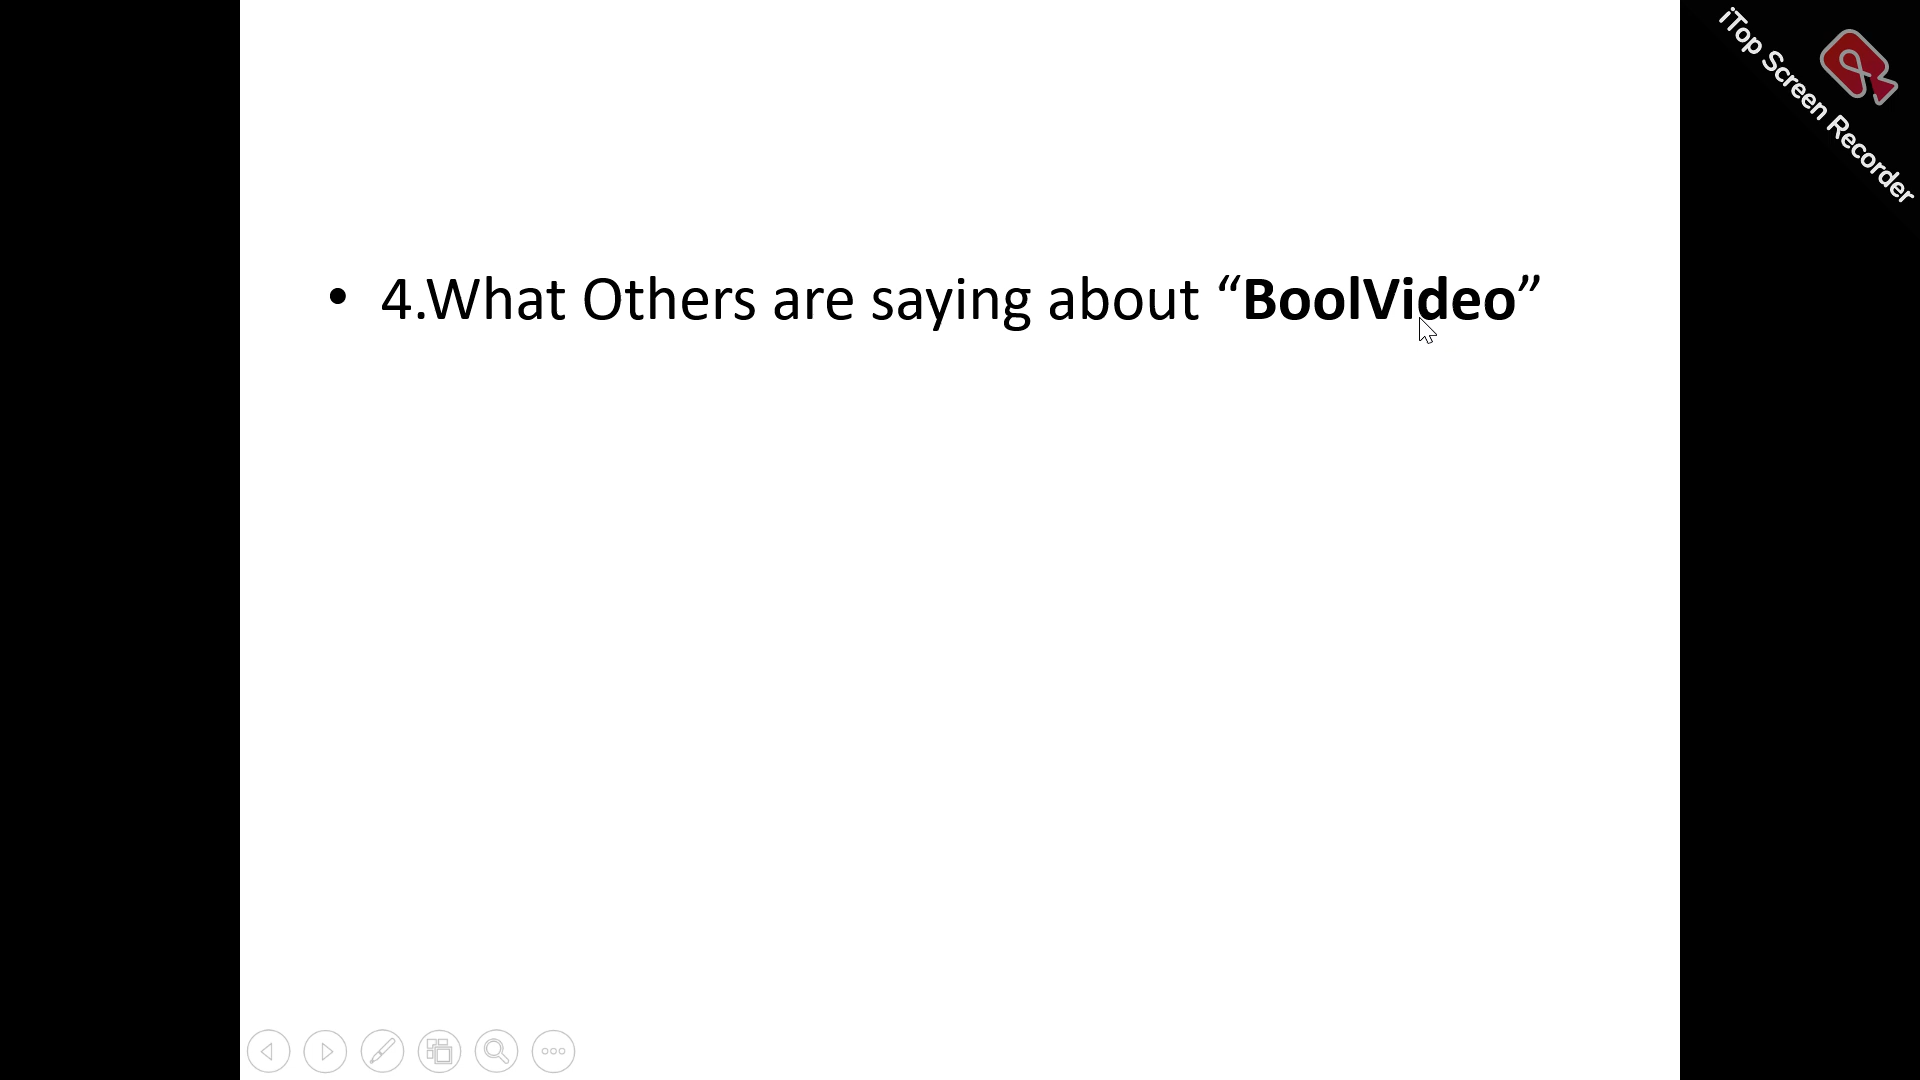 • 4.What Others are saying about “BoolVideo”
iTop Screen Recorder